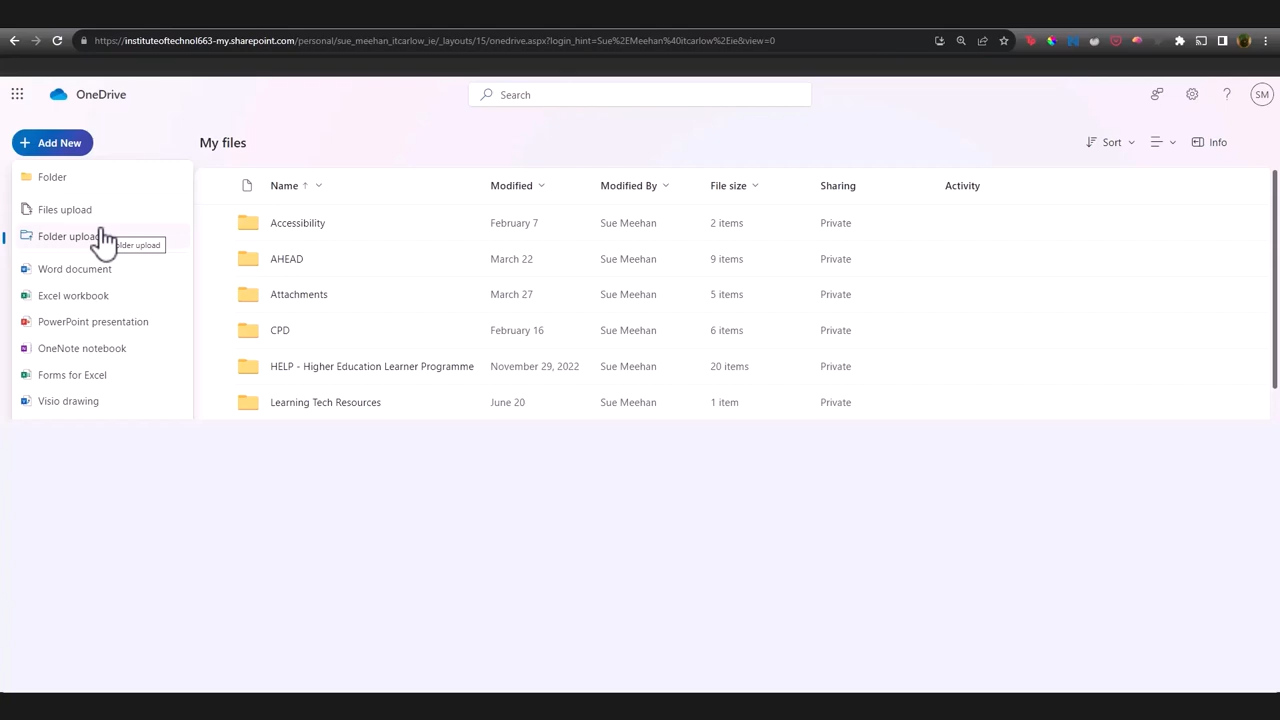 https://instituteoftechnol663-my.sharepoint.com/personal/sue_meehan_itcarlow_ie/_layouts/15/onedrive.aspx?login_hint=Sue%2EMeehan%40itcarlow%2Eie&view=0
OneDrive
Search
SM
+ Add New
My files
Sort
Info
Folder
Name ↑
Modified
Modified By
File size
Sharing
Activity
Files upload
Accessibility
February 7
Sue Meehan
2 items
Private
Folder upload
older upload
AHEAD
March 22
Sue Meehan
9 items
Private
Word document
Excel workbook
Attachments
March 27
Sue Meehan
5 items
Private
PowerPoint presentation
CPD
February 16
Sue Meehan
6 items
Private
OneNote notebook
HELP - Higher Education Learner Programme
November 29, 2022
Sue Meehan
20 items
Private
Forms for Excel
Visio drawing
Learning Tech Resources
June 20
Sue Meehan
1 item
Private